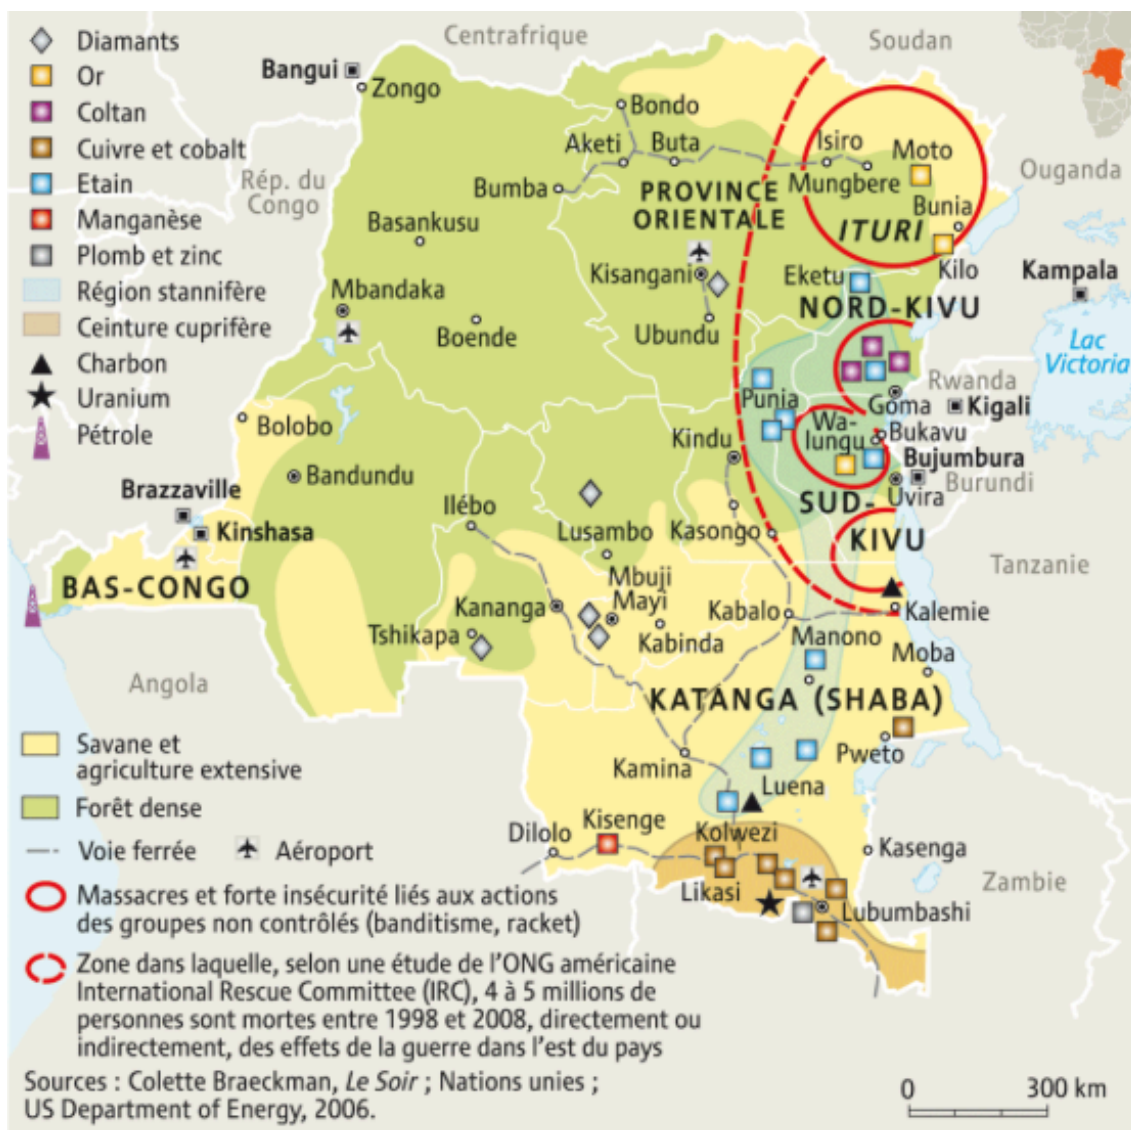 Diamants
Or
Coltan
Cuivre et cobalt
Etain
Manganèse
Plomb et zinc
Région stannifère
Ceinture cuprifère
Charbon
Uranium
Pétrole
Centrafrique
Soudan
Bangui
Zongo
Bondo
Aketi
Buta
Isiro
Moto
Ouganda
Rép. du
Congo
Bumba
PROVINCE
ORIENTALE
Mungbere
Bunia
Basankusu
ITURI
Kisangani
Eketu
Kilo
Kampala
Mbandaka
NORD-KIVU
Boende
Ubundu
Lac
Victoria
Rwanda
Punia
Goma
Kigali
Bolobo
Kindu
Wa-
lungu
Bukavu
Bandundu
Bujumbura
Burundi
Brazzaville
Ilébo
Uvira
SUD-
KIVU
Kinshasa
Lusambo
Kasongo
Tanzanie
BAS-CONGO
Mbuji
Mayi
Kananga
Kabalo
Kalemie
Tshikapa
Kabinda
Manono
Moba
Angola
KATANGA (SHABA)
Pweto
Kamina
Luena
Kisenge
Dilolo
Kolwezi
Kasenga
Likasi
Lubumbashi
Zambie
Savane et
agriculture extensive
Forêt dense
Voie ferrée
Aéroport
Massacres et forte insécurité liés aux actions
des groupes non contrôlés (banditisme, racket)
Zone dans laquelle, selon une étude de l'ONG américaine
International Rescue Committee (IRC), 4 à 5 millions de
personnes sont mortes entre 1998 et 2008, directement ou
indirectement, des effets de la guerre dans l'est du pays
Sources : Colette Braeckman, Le Soir ; Nations unies ;
US Department of Energy, 2006.
0 300 km